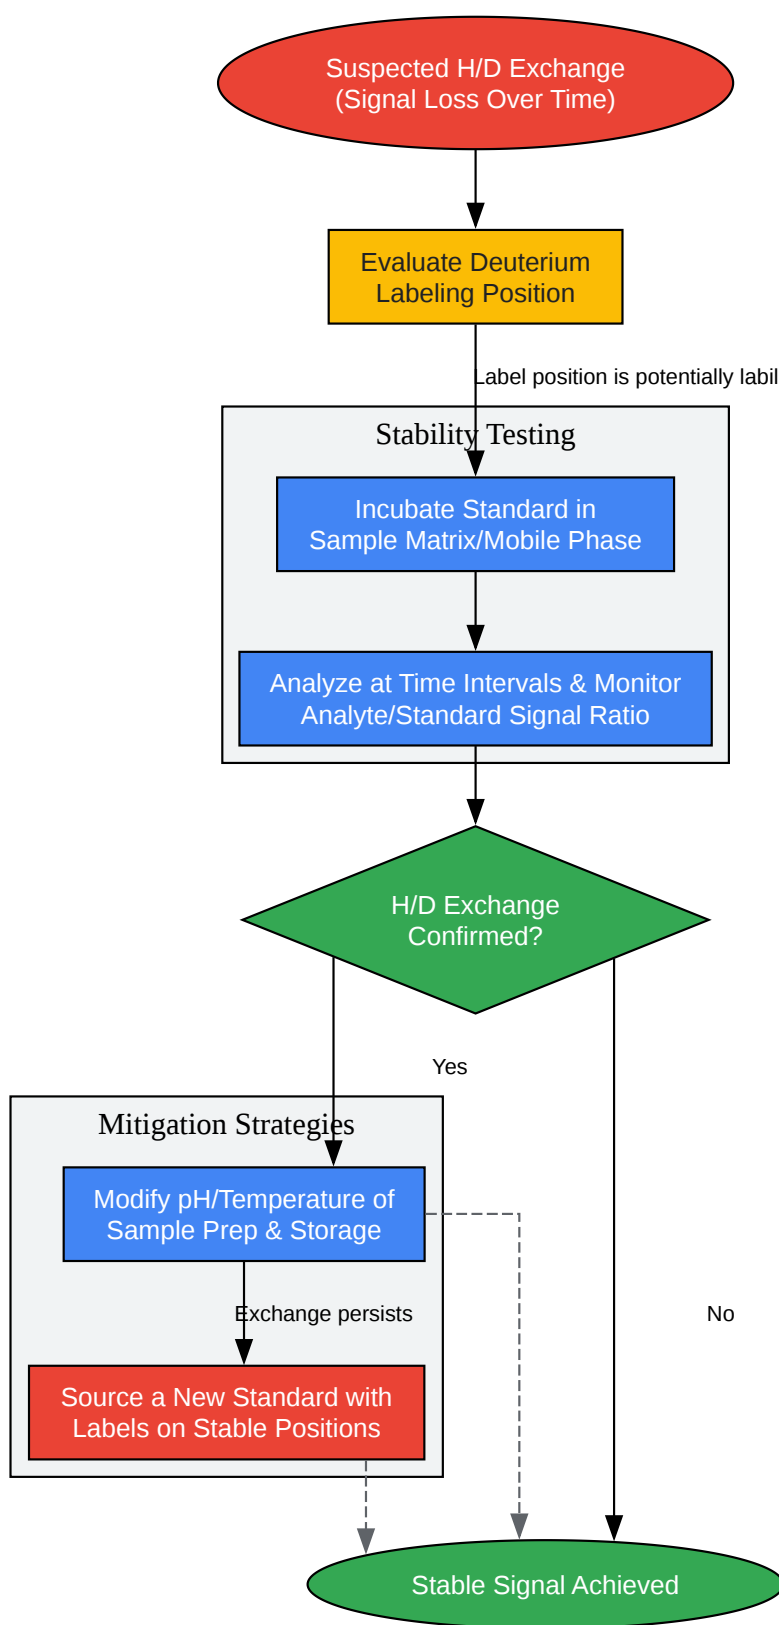 Suspected H/D Exchange
(Signal Loss Over Time)
Evaluate Deuterium
Labeling Position
Label position is potentially labil
Stability Testing
Incubate Standard in
Sample Matrix/Mobile Phase
Analyze at Time Intervals & Monitor
Analyte/Standard Signal Ratio
H/D Exchange
Confirmed?
Yes
Mitigation Strategies
Modify pH/Temperature of
Sample Prep & Storage
Exchange persists
No
Source a New Standard with
Labels on Stable Positions
Stable Signal Achieved